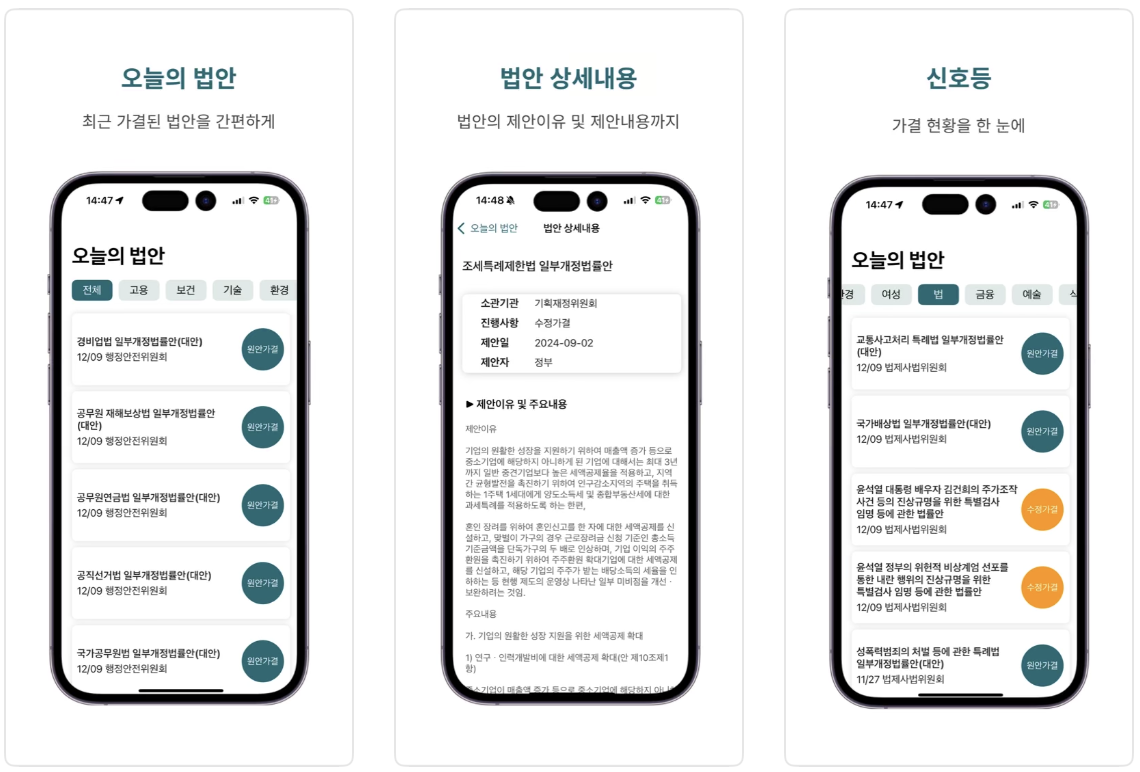 오늘의 법안
최근 가결된 법안을 간편하게
14:47
41
오늘의 법안
전체
고용
보건
기술
환경
경비업법 일부개정법률안(대안)
12/09 행정안전위원회
원안가결
공무원 재해보상법 일부개정법률안
(대안)
12/09 행정안전위원회
원안가결
공무원연금법 일부개정법률안(대안)
12/09 행정안전위원회
원안가결
공직선거법 일부개정법률안(대안)
12/09 행정안전위원회
원안가결
국가공무원법 일부개정법률안(대안)
12/09 행정안전위원회
원안가결
법안 상세내용
법안의 제안이유 및 제안내용까지
14:48
41
오늘의 법안
법안 상세내용
조세특례제한법 일부개정법률안
소관기관 기획재정위원회
진행사항 수정가결
제안일 2024-09-02
제안자 정부
▶ 제안이유 및 주요내용
제안이유
기업의 원활한 성장을 지원하기 위하여 매출액 증가 등으로
중소기업에 해당하지 아니하게 된 기업에 대해서는 최대 3년
까지 일반 중견기업보다 높은 세액공제율을 적용하고, 지역
간 균형발전을 촉진하기 위하여 인구감소지역의 주택을 취득
하는 1주택 1세대에게 양도소득세 및 종합부동산세에 대한
과세특례를 적용하도록 하는 한편,
혼인 장려를 위하여 혼인신고를 한 자에 대한 세액공제를 신
설하고, 맞벌이 가구의 경우 근로장려금 신청 기준인 총소득
기준금액을 단독가구의 두 배로 인상하며, 기업 이익의 주주
환원을 촉진하기 위하여 주주환원 확대기업에 대한 세액공제
를 신설하고, 해당 기업의 주주가 받는 배당소득의 세율을 인
하하는 등 현행 제도의 운영상 나타난 일부 미비점을 개선ㆍ
보완하려는 것임.
주요내용
가. 기업의 원활한 성장 지원을 위한 세액공제 확대
1) 연구ㆍ인력개발비에 대한 세액공제 확대(안 제10조제1
항)
중소기업이 매출액 증가 등으로 중소기업에 해당하지 아니
신호등
가결 현황을 한 눈에
14:47
41
오늘의 법안
환경
여성
법
금융
예술
교통사고처리 특례법 일부개정법률안
(대안)
12/09 법제사법위원회
원안가결
국가배상법 일부개정법률안(대안)
12/09 법제사법위원회
원안가결
윤석열 대통령 배우자 김건희의 주가조작
사건 등의 진상규명을 위한 특별검사
임명 등에 관한 법률안
12/09 법제사법위원회
수정가결
윤석열 정부의 위헌적 비상계엄 선포를
통한 내란 행위의 진상규명을 위한
특별검사 임명 등에 관한 법률안
12/09 법제사법위원회
수정가결
성폭력범죄의 처벌 등에 관한 특례법
일부개정법률안(대안)
11/27 법제사법위원회
원안가결